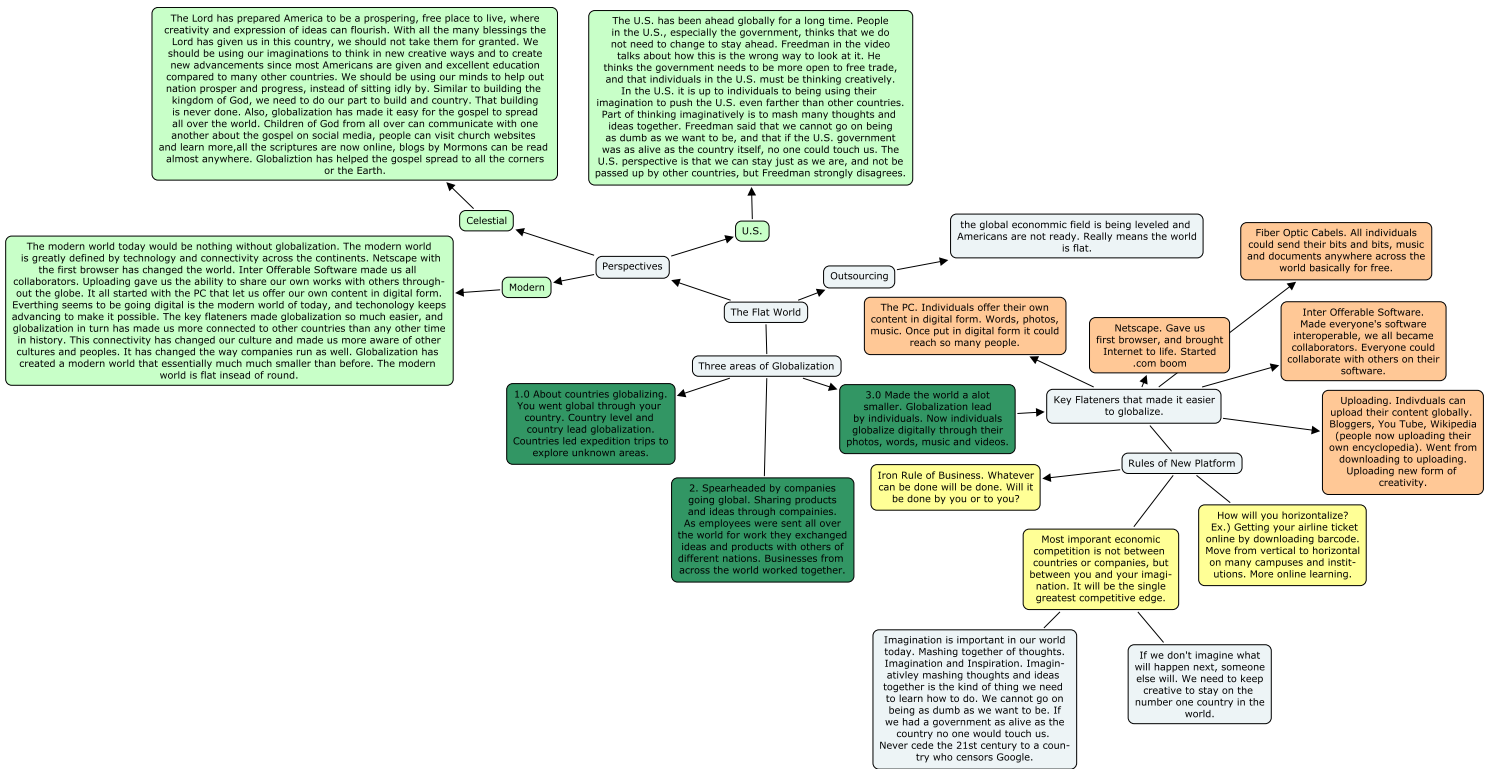 The Lord has prepared America to be a prospering, free place to live, where
creativity and expression of ideas can flourish. With all the many blessings the
Lord has given us in this country, we should not take them for granted. We
should be using our imaginations to think in new creative ways and to create
new advancements since most Americans are given and excellent education
compared to many other countries. We should be using our minds to help out
nation prosper and progress, instead of sitting idly by. Similar to building the
kingdom of God, we need to do our part to build and country. That building
is never done. Also, globalization has made it easy for the gospel to spread
all over the world. Children of God from all over can communicate with one
another about the gospel on social media, people can visit church websites
and learn more,all the scriptures are now online, blogs by Mormons can be read
almost anywhere. Globaliztion has helped the gospel spread to all the corners
or the Earth.
The U.S. has been ahead globally for a long time. People
in the U.S., especially the government, thinks that we do
not need to change to stay ahead. Freedman in the video
talks about how this is the wrong way to look at it. He
thinks the government needs to be more open to free trade,
and that individuals in the U.S. must be thinking creatively.
In the U.S. it is up to individuals to being using their
imagination to push the U.S. even farther than other countries.
Part of thinking imaginatively is to mash many thoughts and
ideas together. Freedman said that we cannot go on being
as dumb as we want to be, and that if the U.S. government
was as alive as the country itself, no one could touch us. The
U.S. perspective is that we can stay just as we are, and not be
passed up by other countries, but Freedman strongly disagrees.
Celestial
U.S.
The modern world today would be nothing without globalization. The modern world
is greatly defined by technology and connectivity across the continents. Netscape with
the first browser has changed the world. Inter Offerable Software made us all
collaborators. Uploading gave us the ability to share our own works with others through-
out the globe. It all started with the PC that let us offer our own content in digital form.
Everthing seems to be going digital is the modern world of today, and techonology keeps
advancing to make it possible. The key flateners made globalization so much easier, and
globalization in turn has made us more connected to other countries than any other time
in history. This connectivity has changed our culture and made us more aware of other
cultures and peoples. It has changed the way companies run as well. Globalization has
created a modern world that essentially much much smaller than before. The modern
world is flat insead of round.
Modern
Perspectives
Outsourcing
the global econommic field is being leveled and
Americans are not ready. Really means the world
is flat.
The Flat World
Three areas of Globalization
1.0 About countries globalizing.
You went global through your
country. Country level and
country lead globalization.
Countries led expedition trips to
explore unknown areas.
2. Spearheaded by companies
going global. Sharing products
and ideas through compainies.
As employees were sent all over
the world for work they exchanged
ideas and products with others of
different nations. Businesses from
across the world worked together.
3.0 Made the world a alot
smaller. Globalization lead
by individuals. Now individuals
globalize digitally through their
photos, words, music and videos.
Key Flateners that made it easier
to globalize.
The PC. Individuals offer their own
content in digital form. Words, photos,
music. Once put in digital form it could
reach so many people.
Netscape. Gave us
first browser, and brought
Internet to life. Started
.com boom
Fiber Optic Cabels. All individuals
could send their bits and bits, music
and documents anywhere across the
world basically for free.
Inter Offerable Software.
Made everyone's software
interoperable, we all became
collaborators. Everyone could
collaborate with others on their
software.
Uploading. Indivduals can
upload their content globally.
Bloggers, You Tube, Wikipedia
(people now uploading their
own encyclopedia). Went from
downloading to uploading.
Uploading new form of
creativity.
Rules of New Platform
Iron Rule of Business. Whatever
can be done will be done. Will it
be done by you or to you?
Most imporant economic
competition is not between
countries or companies, but
between you and your imagi-
nation. It will be the single
greatest competitive edge.
How will you horizontalize?
Ex.) Getting your airline ticket
online by downloading barcode.
Move from vertical to horizontal
on many campuses and instit-
utions. More online learning.
Imagination is important in our world
today. Mashing together of thoughts.
Imagination and Inspiration. Imagin-
ativley mashing thoughts and ideas
together is the kind of thing we need
to learn how to do. We cannot go on
being as dumb as we want to be. If
we had a government as alive as the
country no one would touch us.
Never cede the 21st century to a coun-
try who censors Google.
If we don't imagine what
will happen next, someone
else will. We need to keep
creative to stay on the
number one country in the
world.